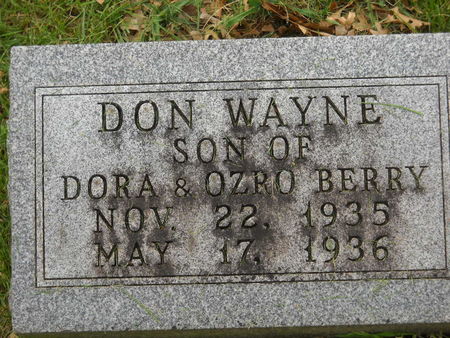 DON WAYNE
SON OF
DORA & OZRO BERRY
NOV. 22, 1935
MAY 17, 1936